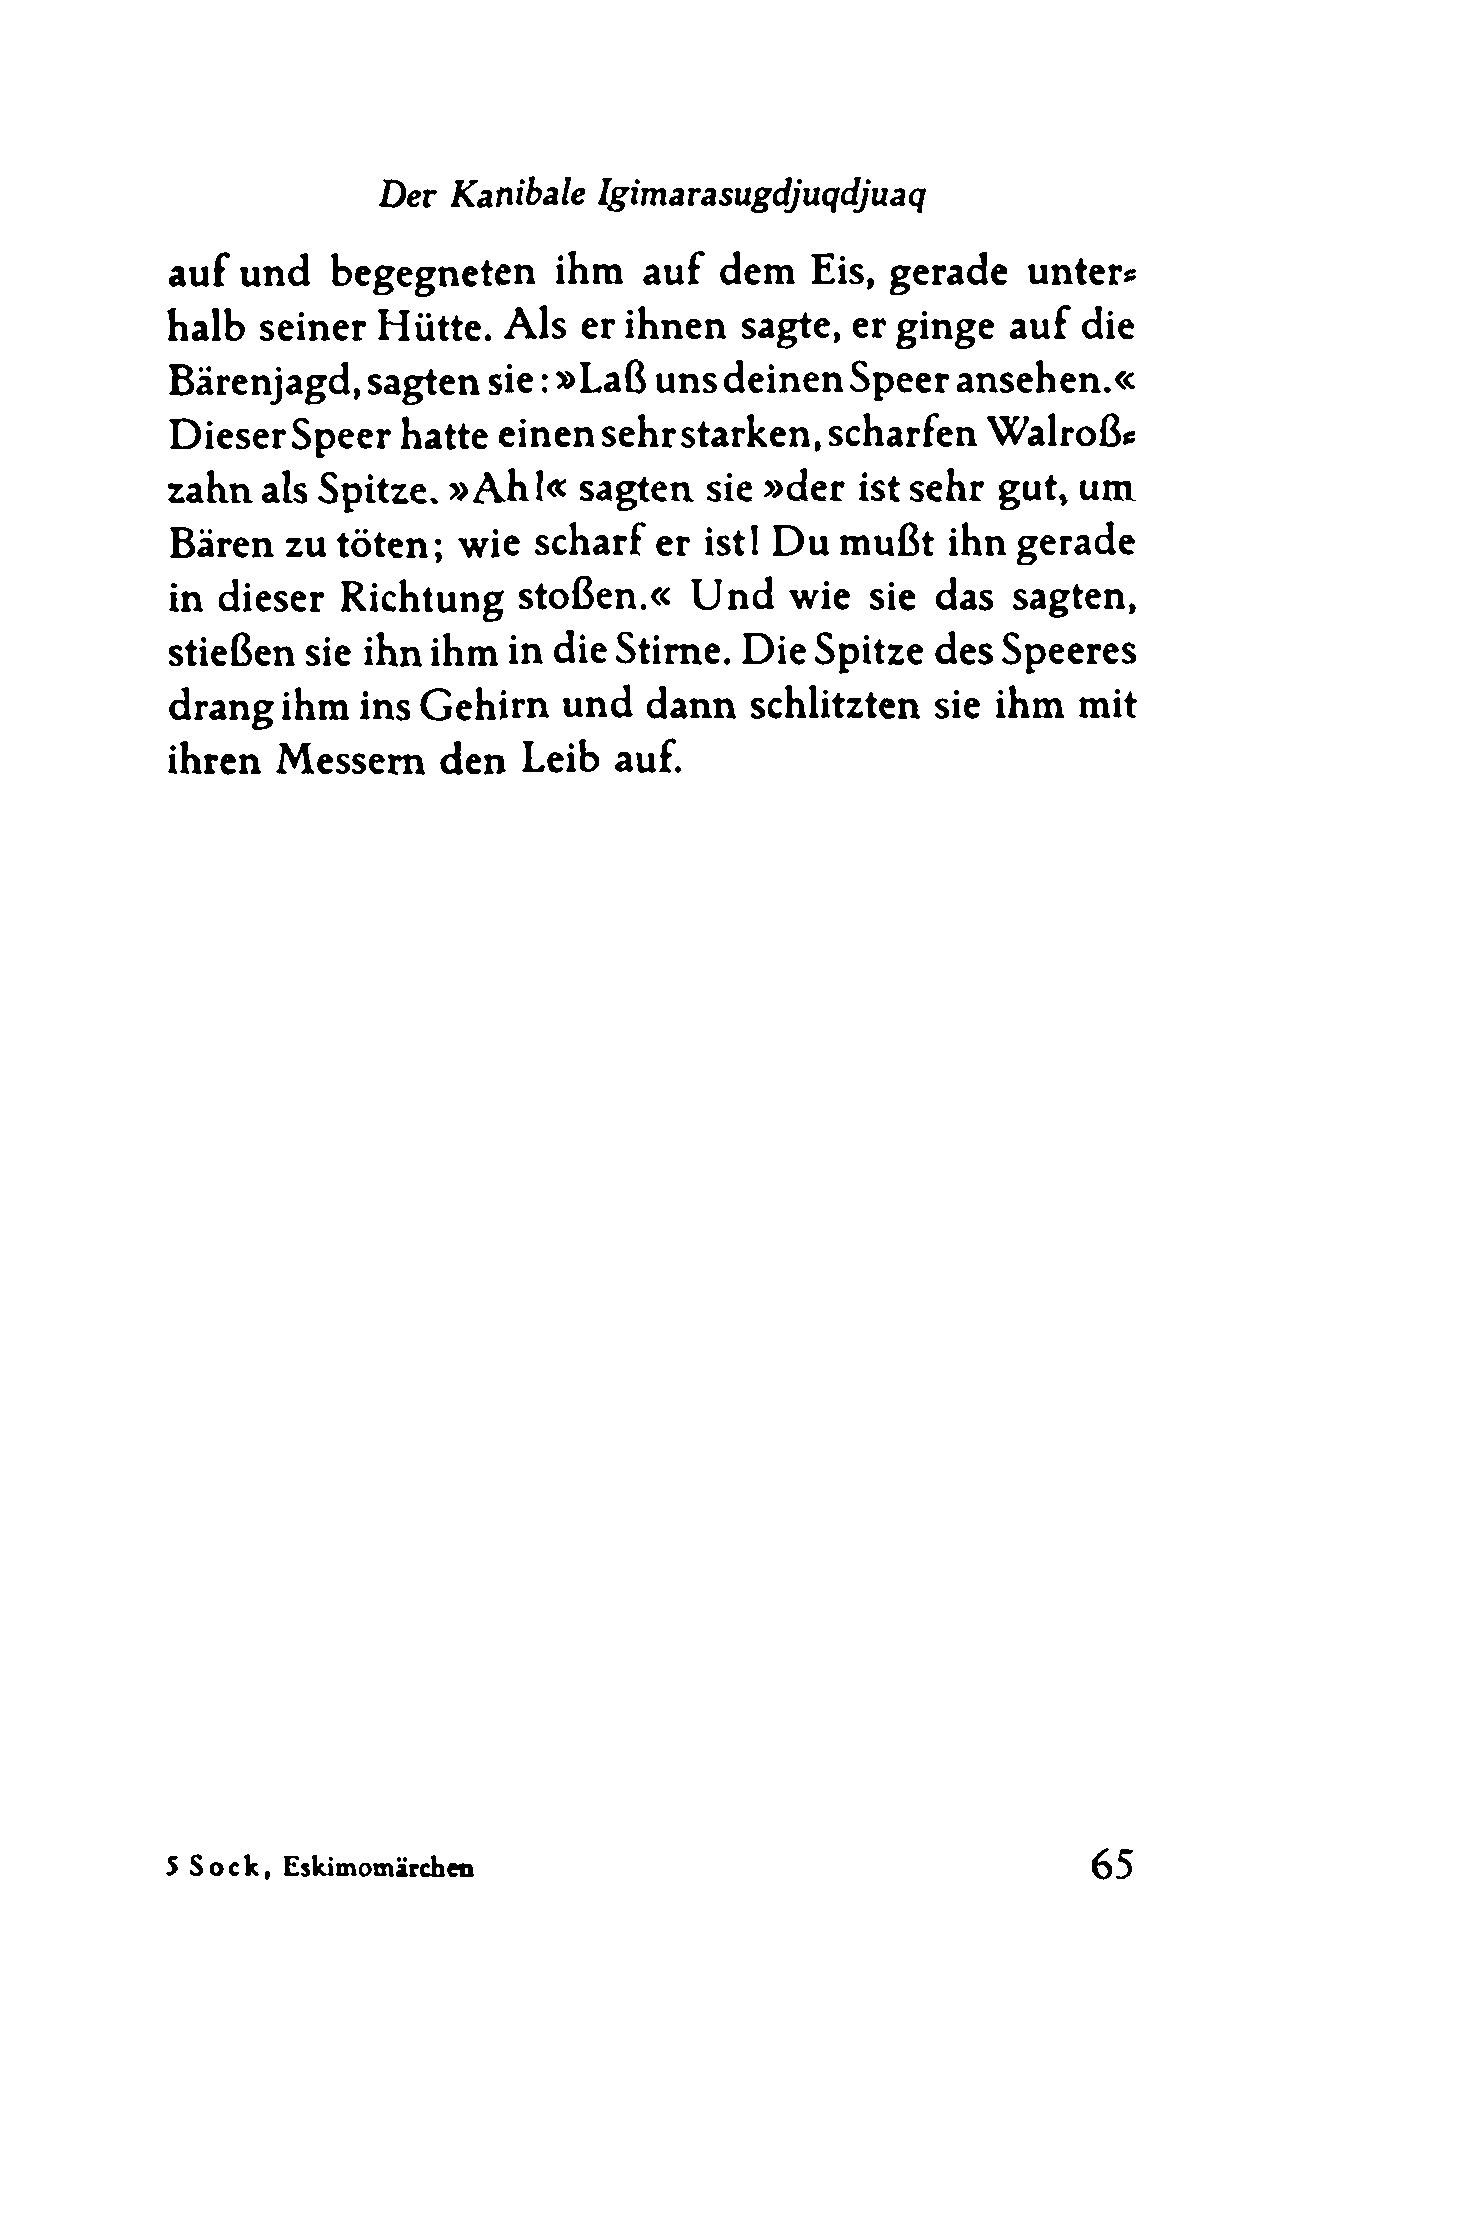 Der Kanibale Igimarasugdjuqdjuaq
auf und begegneten ihm auf dem Eis, gerade unter-
halb seiner Hütte. Als er ihnen sagte, er ginge auf die
Bärenjagd, sagten sie: »Laß uns deinen Speer ansehen.«
Dieser Speer hatte einen sehr starken, scharfen Walroß-
zahn als Spitze. »Ah!« sagten sie »der ist sehr gut, um
Bären zu töten; wie scharf er ist! Du mußt ihn gerade
in dieser Richtung stoßen.« Und wie sie das sagten,
stießen sie ihn ihm in die Stirne. Die Spitze des Speeres
drang ihm ins Gehirn und dann schlitzten sie ihm mit
ihren Messern den Leib auf.
5 Sock, Eskimomärchen 65